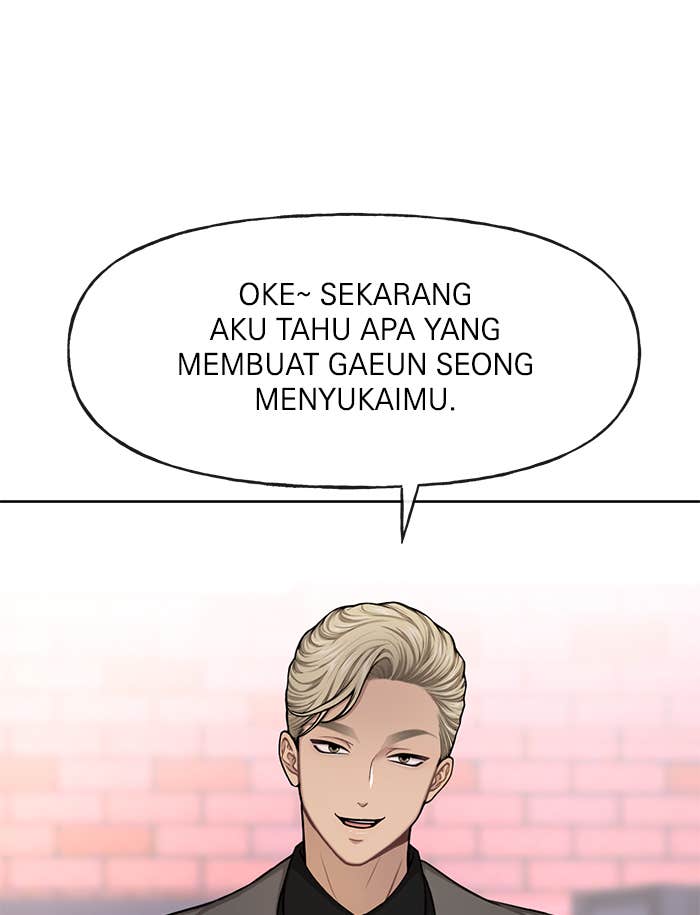 OKE~ SEKARANG
AKU TAHU APA YANG
MEMBUAT GAEUN SEONG
MENYUKAIMU.